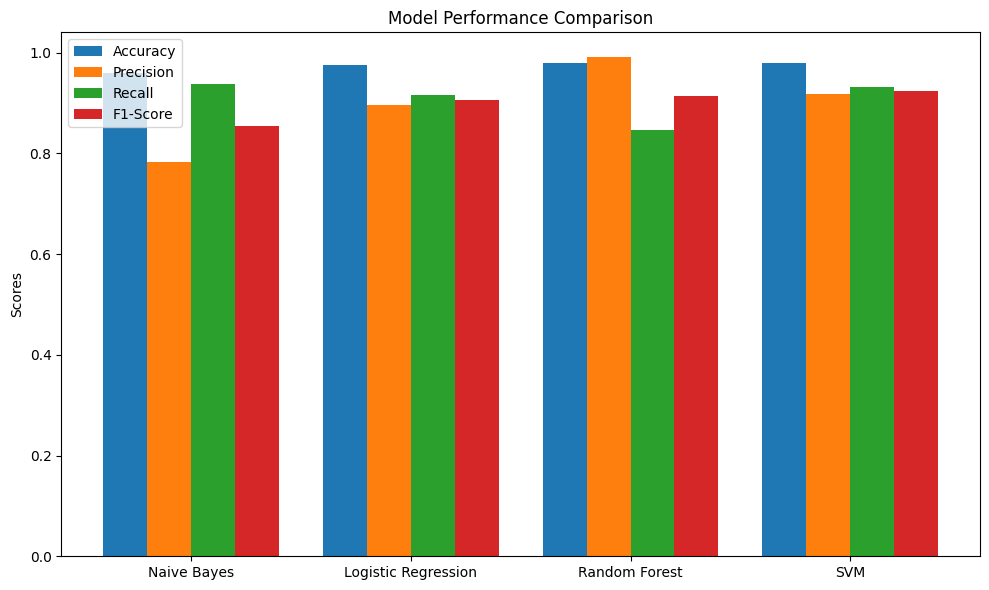 Model Performance Comparison
Accuracy
Precision
Recall
F1-Score
Scores
1.0
0.8
0.6
0.4
0.2
0.0
Naive Bayes
Logistic Regression
Random Forest
SVM